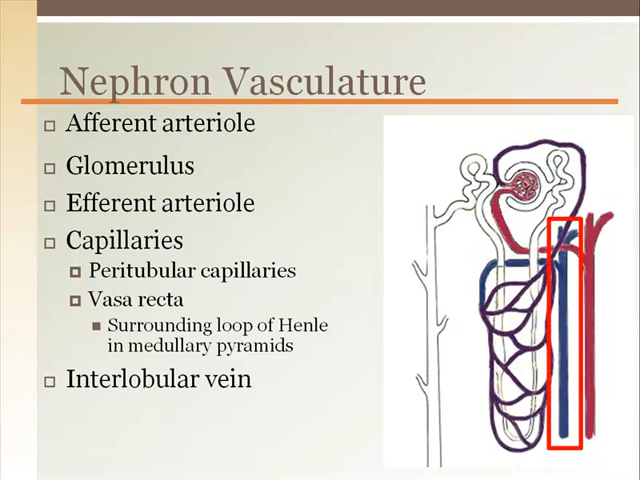 Nephron Vasculature
Afferent arteriole
Glomerulus
Efferent arteriole
Capillaries
Peritubular capillaries
Vasa recta
Surrounding loop of Henle
in medullary pyramids
Interlobular vein